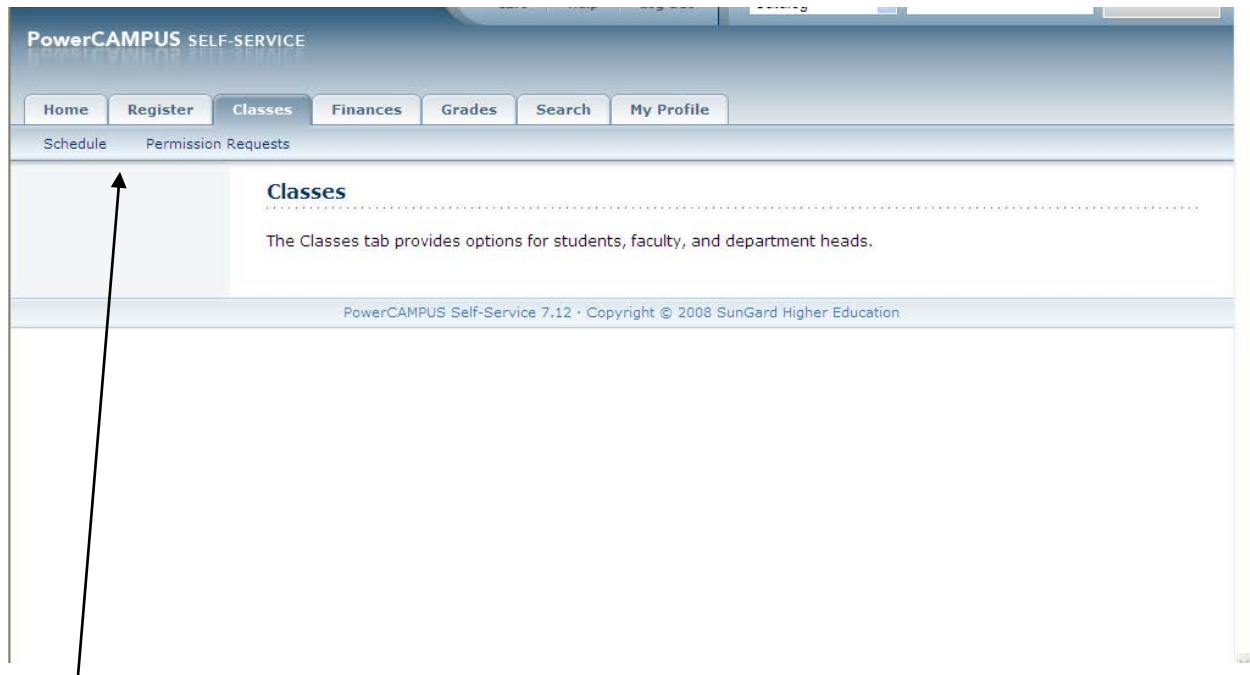 PowerCAMPUS SELF-SERVICE
Home Register Classes Finances Grades Search My Profile
Schedule Permission Requests
Classes
The Classes tab provides options for students, faculty, and department heads.
PowerCAMPUS Self-Service 7.12 · Copyright © 2008 SunGard Higher Education